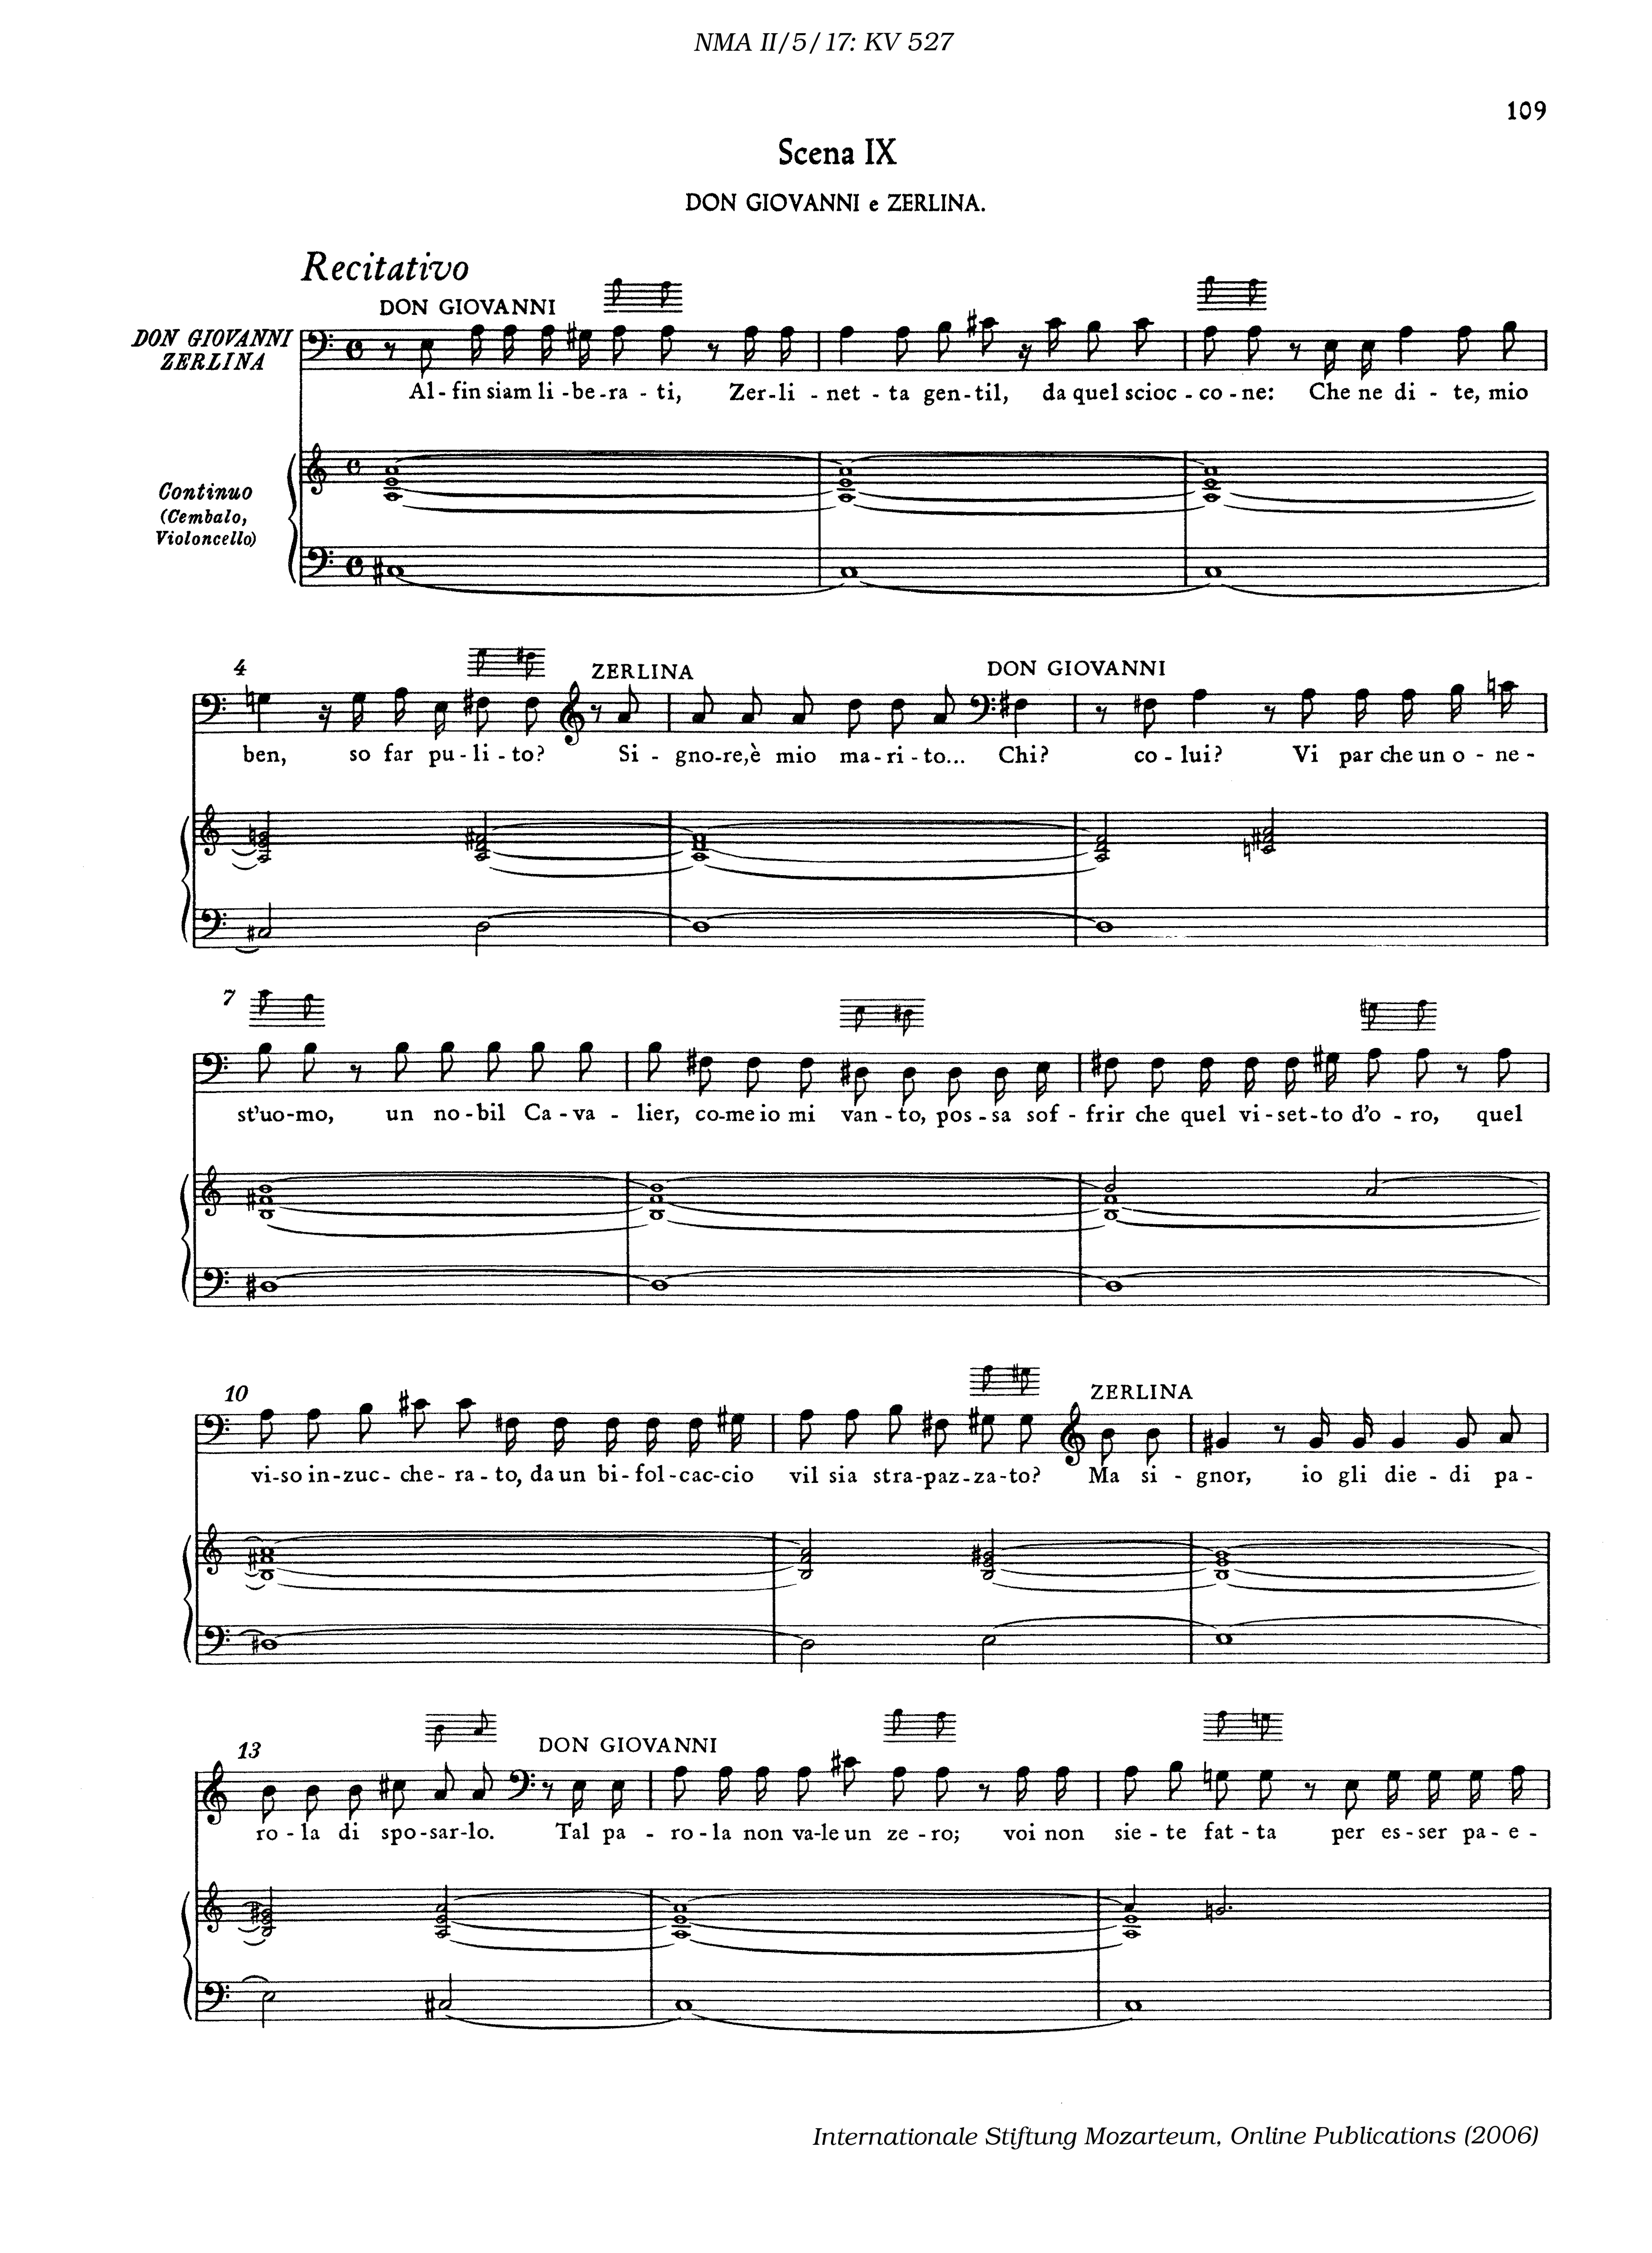 NMA II/5/17: KV 527
109
Scena IX
DON GIOVANNI e ZERLINA.
Recitativo
DON GIOVANNI
DON GIOVANNI
ZERLINA
Al-fin siam li-be-ra-ti, Zer-li-net-ta gen-til, da quel scioc-co-ne: Che ne di-te, mio
Continuo
(Cembalo,
Violoncello)
4
ZERLINA DON GIOVANNI
ben, so far pu-li-to? Si-gno-re, è mio ma-ri-to... Chi? co-lui? Vi par che un o-ne-
7
st'uo-mo, un no-bil Ca-va-lier, co-me io mi van-to, pos-sa sof-frir che quel vi-set-to d'o-ro, quel
10
ZERLINA
vi-so in-zuc-che-ra-to, da un bi-fol-cac-cio vil sia stra-paz-za-to? Ma si-gnor, io gli die-di pa-
13
DON GIOVANNI
ro-la di spo-sar-lo. Tal pa-ro-la non va-le un ze-ro; voi non sie-te fat-ta per es-ser pa-e-
Internationale Stiftung Mozarteum, Online Publications (2006)